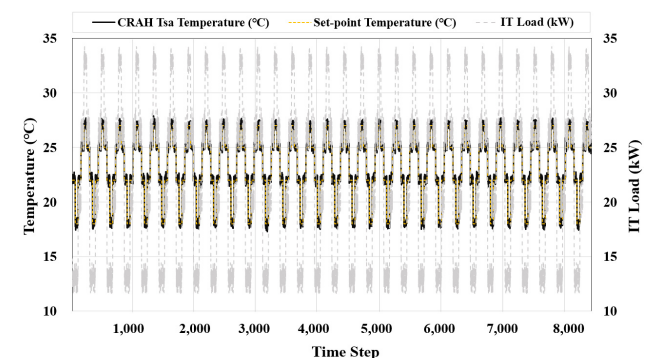 CRAH Tsa Temperature (℃) Set-point Temperature (℃) IT Load (kW)
35 35
30 30
25 25
20 20
15 15
10 10
Temperature (℃)
IT Load (kW)
1,000 2,000 3,000 4,000 5,000 6,000 7,000 8,000
Time Step